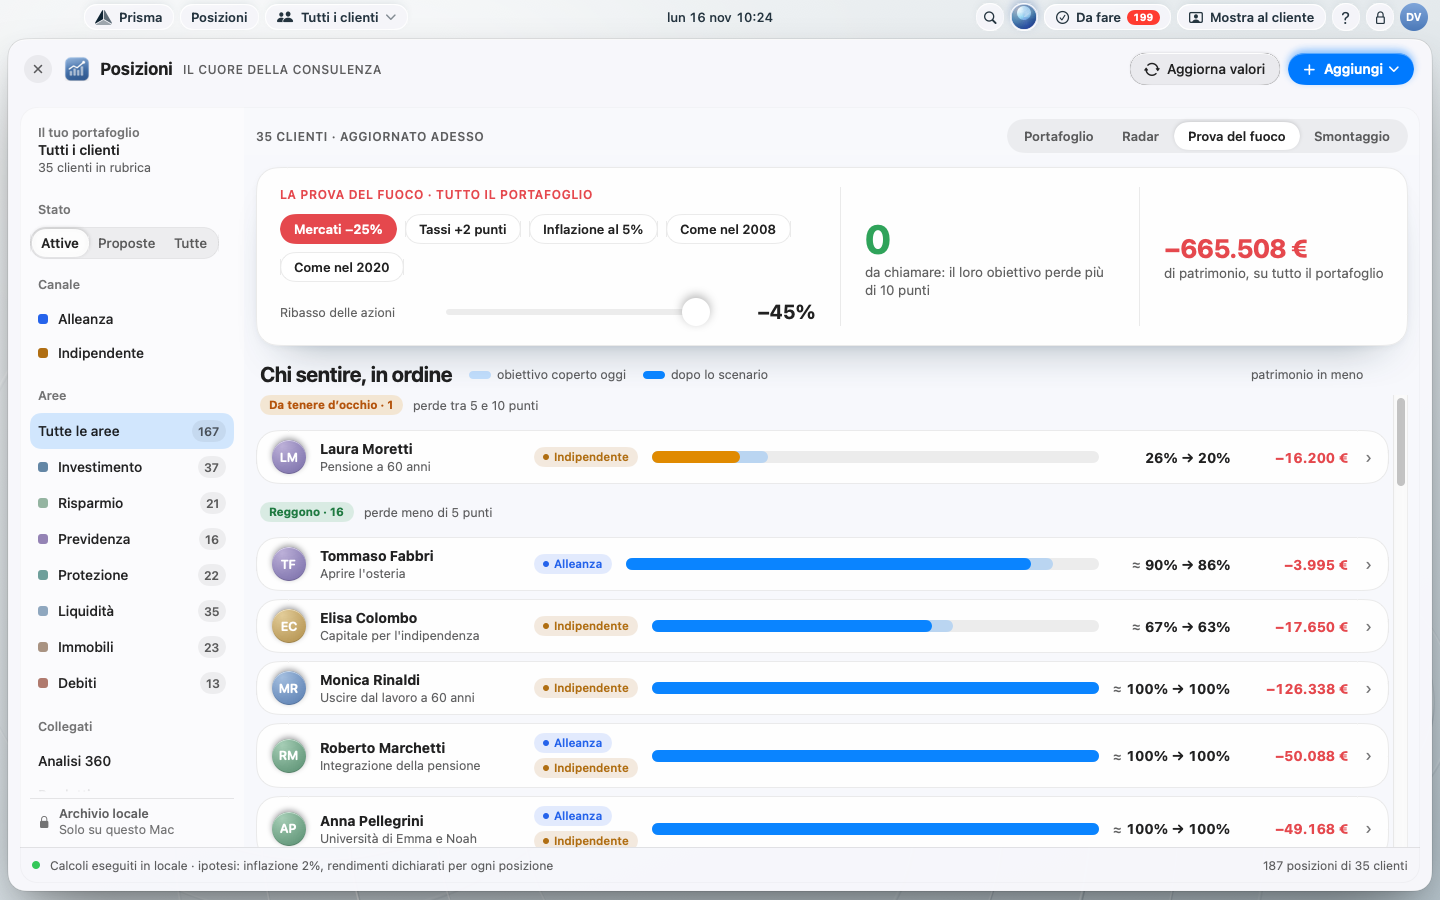 Prisma
Posizioni
Tutti i clienti
lun 16 nov 10:24
Da fare 199
Mostra al cliente
?
DV
Posizioni IL CUORE DELLA CONSULENZA
Aggiorna valori
+ Aggiungi
Il tuo portafoglio
Tutti i clienti
35 clienti in rubrica
Stato
Attive Proposte Tutte
Canale
Alleanza
Indipendente
Aree
Tutte le aree 167
Investimento 37
Risparmio 21
Previdenza 16
Protezione 22
Liquidità 35
Immobili 23
Debiti 13
Collegati
Analisi 360
Archivio locale
Solo su questo Mac
35 CLIENTI · AGGIORNATO ADESSO
Portafoglio Radar Prova del fuoco Smontaggio
LA PROVA DEL FUOCO · TUTTO IL PORTAFOGLIO
Mercati −25% Tassi +2 punti Inflazione al 5% Come nel 2008
Come nel 2020
Ribasso delle azioni −45%
0
da chiamare: il loro obiettivo perde più
di 10 punti
−665.508 €
di patrimonio, su tutto il portafoglio
Chi sentire, in ordine obiettivo coperto oggi dopo lo scenario patrimonio in meno
Da tenere d'occhio · 1 perde tra 5 e 10 punti
LM Laura Moretti
Pensione a 60 anni
Indipendente
26% → 20% −16.200 € ›
Reggono · 16 perde meno di 5 punti
TF Tommaso Fabbri
Aprire l'osteria
Alleanza
≈ 90% → 86% −3.995 € ›
EC Elisa Colombo
Capitale per l'indipendenza
Indipendente
≈ 67% → 63% −17.650 € ›
MR Monica Rinaldi
Uscire dal lavoro a 60 anni
Indipendente
≈ 100% → 100% −126.338 € ›
RM Roberto Marchetti
Integrazione della pensione
Alleanza
Indipendente
≈ 100% → 100% −50.088 € ›
AP Anna Pellegrini
Università di Emma e Noah
Alleanza
Indipendente
≈ 100% → 100% −49.168 € ›
Calcoli eseguiti in locale · ipotesi: inflazione 2%, rendimenti dichiarati per ogni posizione
187 posizioni di 35 clienti